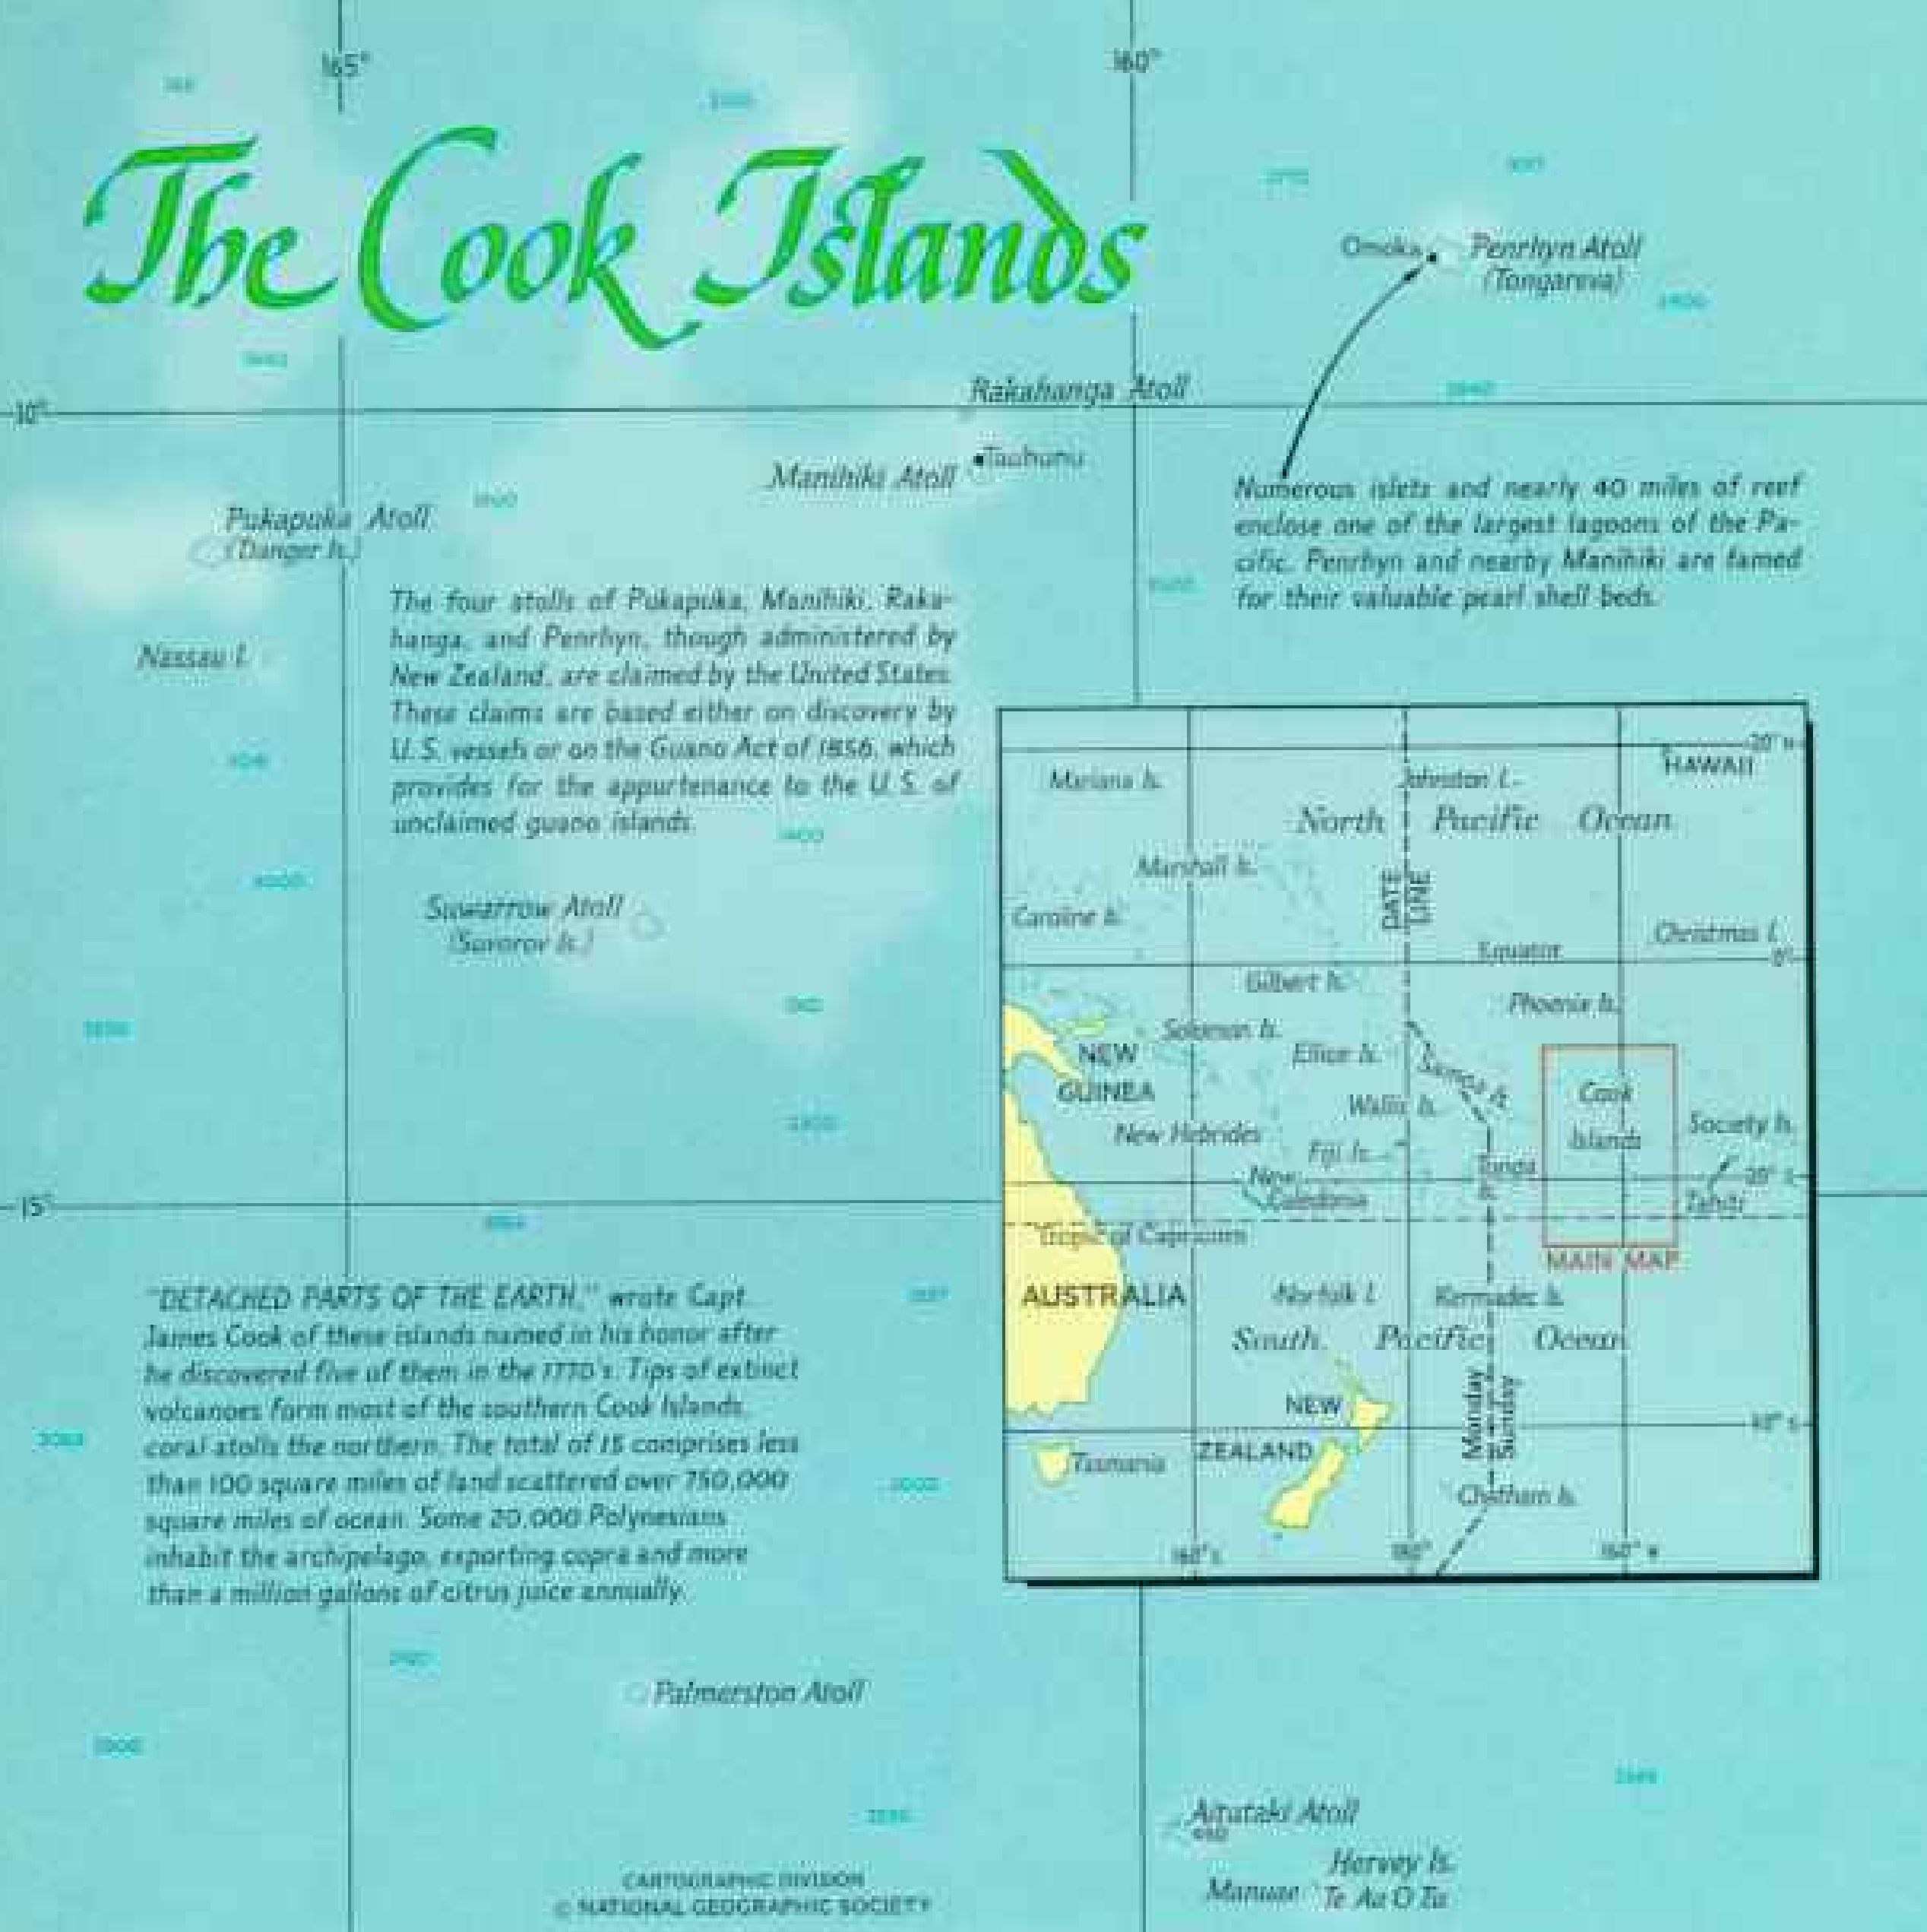 165°
160°
The Cook Islands
Omoka
Penrhyn Atoll
(Tongareva)
10°
Rakahanga Atoll
Tauhunu
Manihiki Atoll
Pukapuka Atoll
(Danger Is.)
Numerous islets and nearly 40 miles of reef
enclose one of the largest lagoons of the Pa-
cific. Penrhyn and nearby Manihiki are famed
for their valuable pearl shell beds.
The four atolls of Pukapuka, Manihiki, Raka-
hanga, and Penrhyn, though administered by
New Zealand, are claimed by the United States.
These claims are based either on discovery by
U.S. vessels or on the Guano Act of 1856, which
provides for the appurtenance to the U.S. of
unclaimed guano islands.
Nassau I.
Suwarrow Atoll
(Suvorov Is.)
20° N
HAWAII
Mariana Is.
Johnston I.
North Pacific Ocean
Marshall Is.
DATE
LINE
Caroline Is.
Christmas I.
Equator
0°
Gilbert Is.
Phoenix Is.
Solomon Is.
NEW
GUINEA
Ellice Is.
Samoa Is.
Cook
Islands
Wallis Is.
Society Is.
New Hebrides
Fiji Is.
Tonga
20° S
New
Caledonia
Tahiti
Tropic of Capricorn
MAIN MAP
AUSTRALIA
Norfolk I.
Kermadec Is.
South Pacific Ocean
NEW
ZEALAND
Monday
Sunday
40° S
Tasmania
Chatham Is.
160° E
180°
160° W
15°
"DETACHED PARTS OF THE EARTH," wrote Capt.
James Cook of these islands named in his honor after
he discovered five of them in the 1770's. Tips of extinct
volcanoes form most of the southern Cook Islands,
coral atolls the northern. The total of 15 comprises less
than 100 square miles of land scattered over 750,000
square miles of ocean. Some 20,000 Polynesians
inhabit the archipelago, exporting copra and more
than a million gallons of citrus juice annually.
Palmerston Atoll
Aitutaki Atoll
Hervey Is.
Manuae Te Au O Tu
CARTOGRAPHIC DIVISION
© NATIONAL GEOGRAPHIC SOCIETY